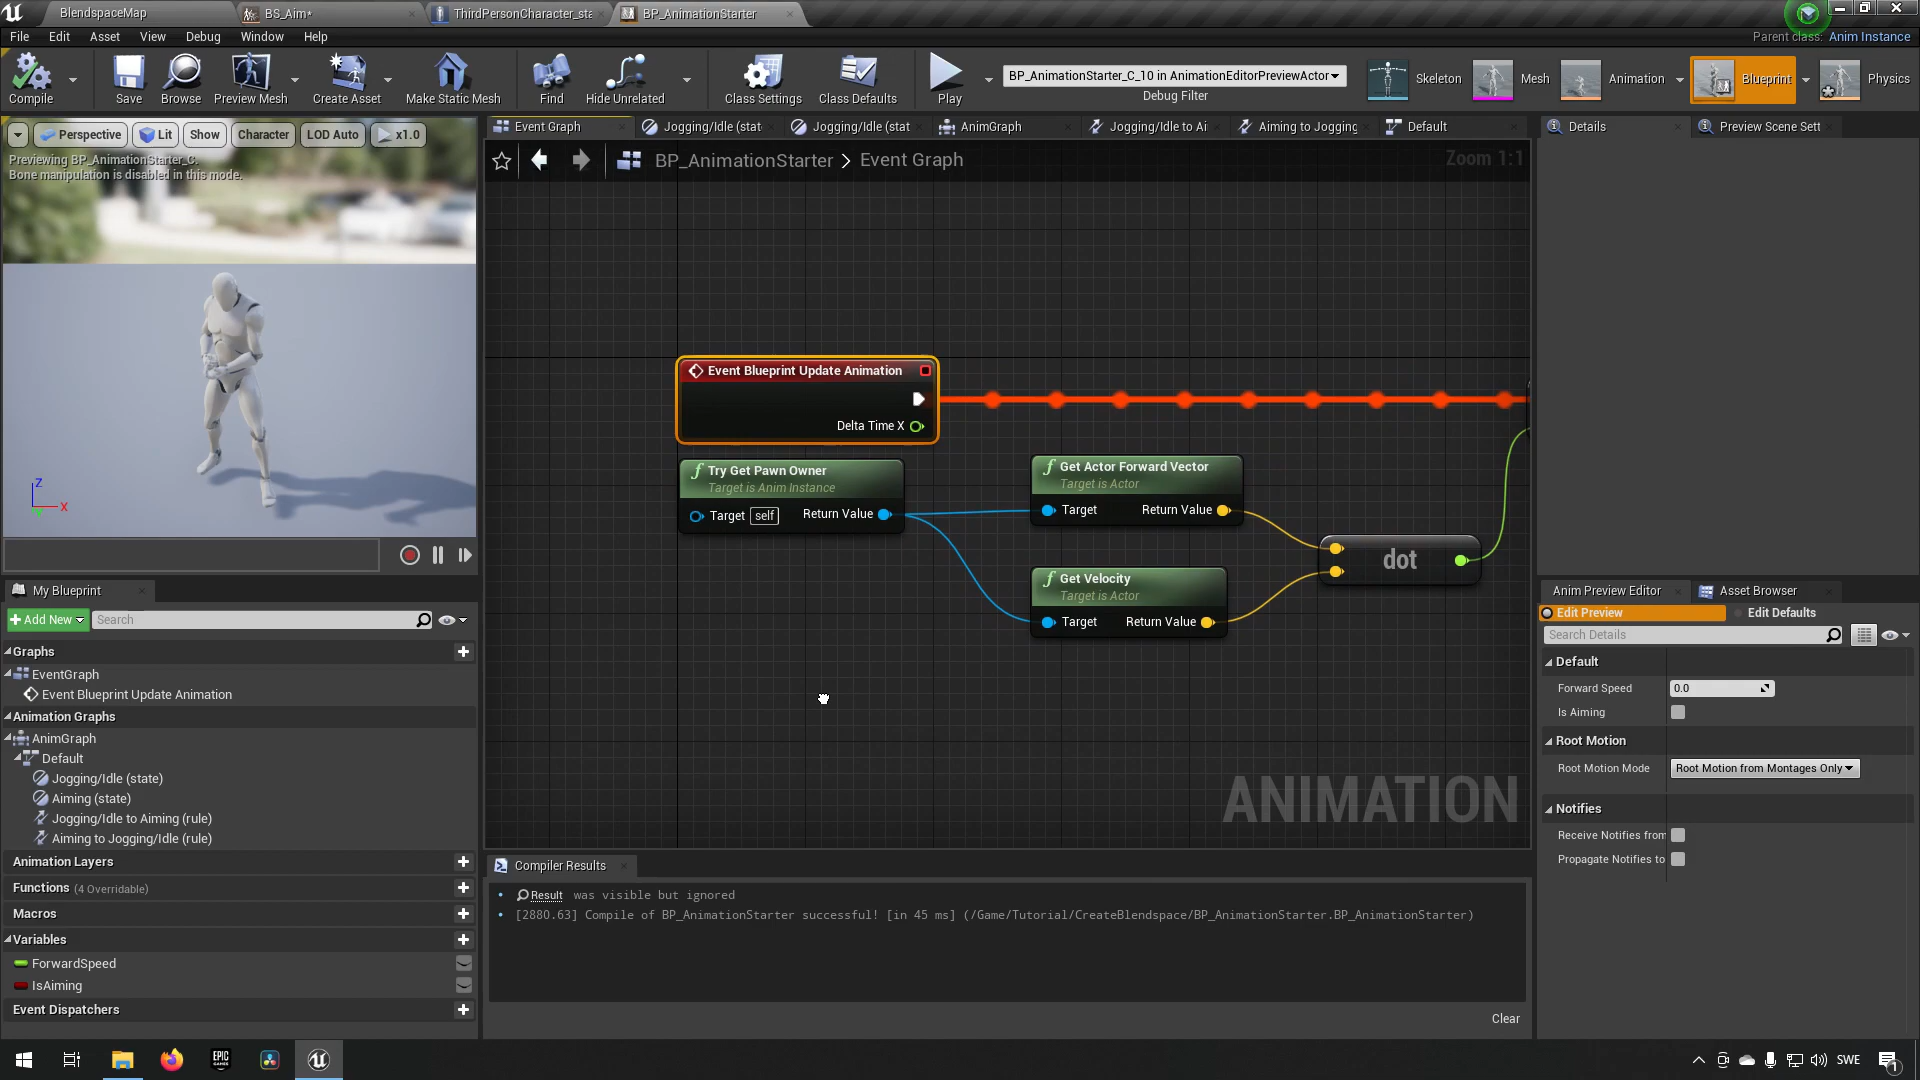 BlendspaceMap
BS_Aim*
ThirdPersonCharacter_sta
BP_AnimationStarter
File
Edit
Asset
View
Debug
Window
Help
Parent class:
Anim Instance
Compile
Save
Browse
Preview Mesh
Create Asset
Make Static Mesh
Find
Hide Unrelated
Class Settings
Class Defaults
Play
BP_AnimationStarter_C_10 in AnimationEditorPreviewActor
Debug Filter
Skeleton
Mesh
Animation
Blueprint
Physics
Perspective
Lit
Show
Character
LOD Auto
x1.0
Previewing BP_AnimationStarter_C.
Bone manipulation is disabled in this mode.
Z
X
Event Graph
Jogging/Idle (stat
Jogging/Idle (stat
AnimGraph
Jogging/Idle to Ai
Aiming to Jogging
Default
BP_AnimationStarter > Event Graph
Zoom 1:1
Event Blueprint Update Animation
Delta Time X
Try Get Pawn Owner
Target is Anim Instance
Target
self
Return Value
Get Actor Forward Vector
Target is Actor
Target
Return Value
Get Velocity
Target is Actor
Target
Return Value
dot
ANIMATION
Details
Preview Scene Sett
My Blueprint
Add New
Search
Graphs
EventGraph
Event Blueprint Update Animation
Animation Graphs
AnimGraph
Default
Jogging/Idle (state)
Aiming (state)
Jogging/Idle to Aiming (rule)
Aiming to Jogging/Idle (rule)
Animation Layers
Functions (4 Overridable)
Macros
Variables
ForwardSpeed
IsAiming
Event Dispatchers
Compiler Results
Result was visible but ignored
[2880.63] Compile of BP_AnimationStarter successful! [in 45 ms] (/Game/Tutorial/CreateBlendspace/BP_AnimationStarter.BP_AnimationStarter)
Clear
Anim Preview Editor
Asset Browser
Edit Preview
Edit Defaults
Search Details
Default
Forward Speed
0.0
Is Aiming
Root Motion
Root Motion Mode
Root Motion from Montages Only
Notifies
Receive Notifies from
Propagate Notifies to
EPIC
GAMES
SWE
1